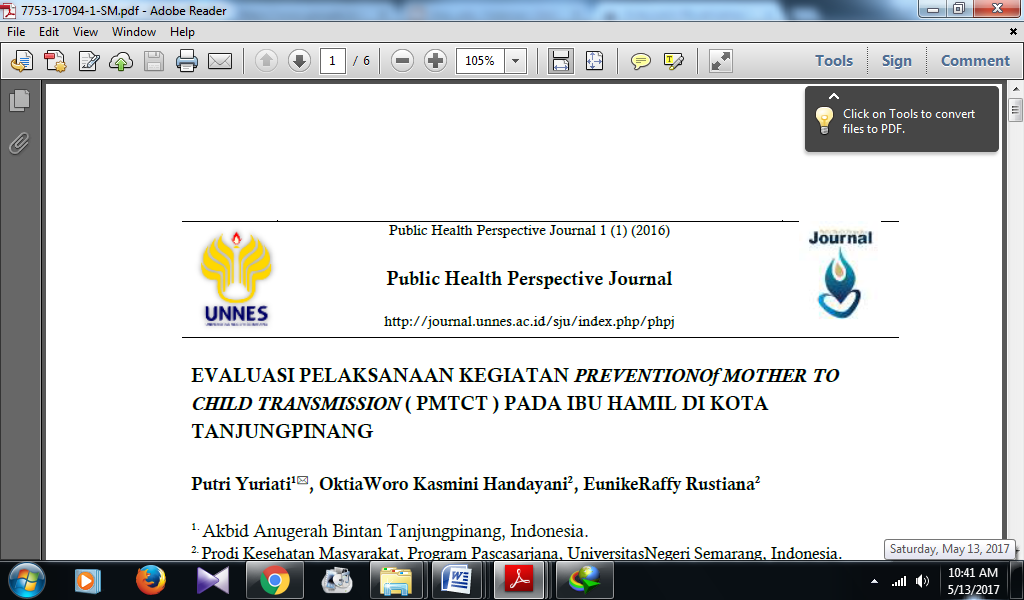 7753-17094-1-SM.pdf - Adobe Reader
File Edit View Window Help
1 / 6 105% Tools Sign Comment
Click on Tools to convert
files to PDF.
Public Health Perspective Journal 1 (1) (2016)
Journal
Public Health Perspective Journal
UNNES
http://journal.unnes.ac.id/sju/index.php/phpj
EVALUASI PELAKSANAAN KEGIATAN PREVENTIONOf MOTHER TO
CHILD TRANSMISSION ( PMTCT ) PADA IBU HAMIL DI KOTA
TANJUNGPINANG
Putri Yuriati1✉, OktiaWoro Kasmini Handayani2, EunikeRaffy Rustiana2
1. Akbid Anugerah Bintan Tanjungpinang, Indonesia.
2. Prodi Kesehatan Masyarakat, Program Pascasarjana, UniversitasNegeri Semarang, Indonesia.
Saturday, May 13, 2017
10:41 AM
5/13/2017